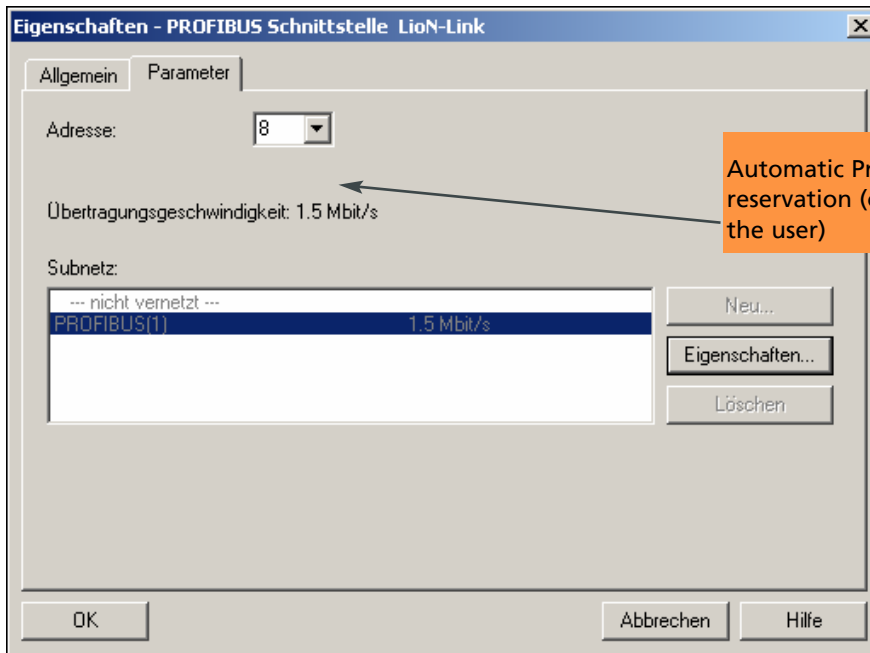 Eigenschaften - PROFIBUS Schnittstelle LioN-Link
Allgemein
Parameter
Adresse:
8
Automatic Pr
reservation (
the user)
Übertragungsgeschwindigkeit: 1.5 Mbit/s
Subnetz:
--- nicht vernetzt ---
PROFIBUS(1) 1.5 Mbit/s
Neu...
Eigenschaften...
Löschen
OK
Abbrechen
Hilfe